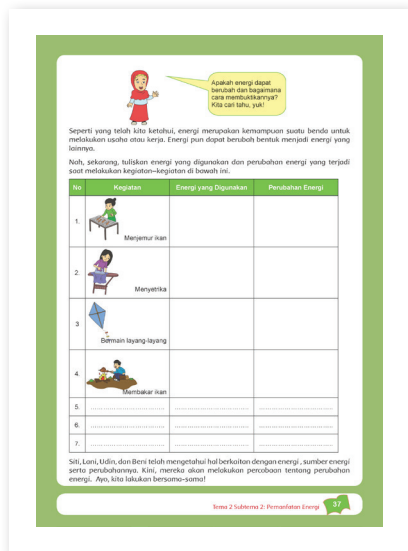 Apakah energi dapat
berubah dan bagaimana
cara membuktikannya?
Kita cari tahu, yuk!
Seperti yang telah kita ketahui, energi merupakan kemampuan suatu benda untuk
melakukan usaha atau kerja. Energi pun dapat berubah bentuk menjadi energi yang
lainnya.
Nah, sekarang, tuliskan energi yang digunakan dan perubahan energi yang terjadi
saat melakukan kegiatan–kegiatan di bawah ini.
No Kegiatan Energi yang Digunakan Perubahan Energi
1. Menjemur ikan
2. Menyetrika
3 Bermain layang-layang
4. Membakar ikan
5. .................................... .................................... ....................................
6. .................................... .................................... ....................................
7. .................................... .................................... ....................................
Siti, Lani, Udin, dan Beni telah mengetahui hal berkaitan dengan energi , sumber energi
serta perubahannya. Kini, mereka akan melakukan percobaan tentang perubahan
energi. Ayo, kita lakukan bersama-sama!
Tema 2 Subtema 2: Pemanfatan Energi 37